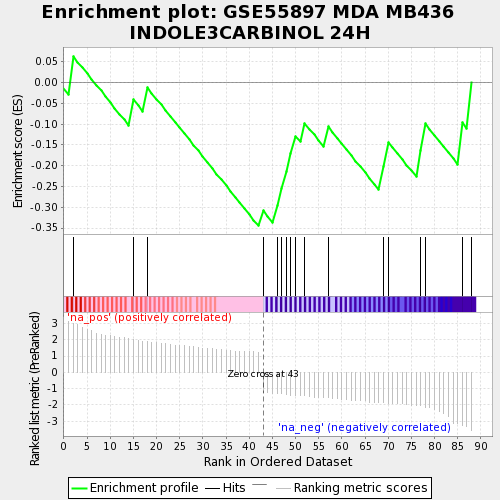 Enrichment plot: GSE55897 MDA MB436
INDOLE3CARBINOL 24H
Enrichment score (ES)
0.05
0.00
-0.05
-0.10
-0.15
-0.20
-0.25
-0.30
-0.35
'na_pos' (positively correlated)
Ranked list metric (PreRanked)
3
2
1
0
-1
-2
-3
Zero cross at 43
'na_neg' (negatively correlated)
0 5 10 15 20 25 30 35 40 45 50 55 60 65 70 75 80 85 90
Rank in Ordered Dataset
Enrichment profile Hits Ranking metric scores